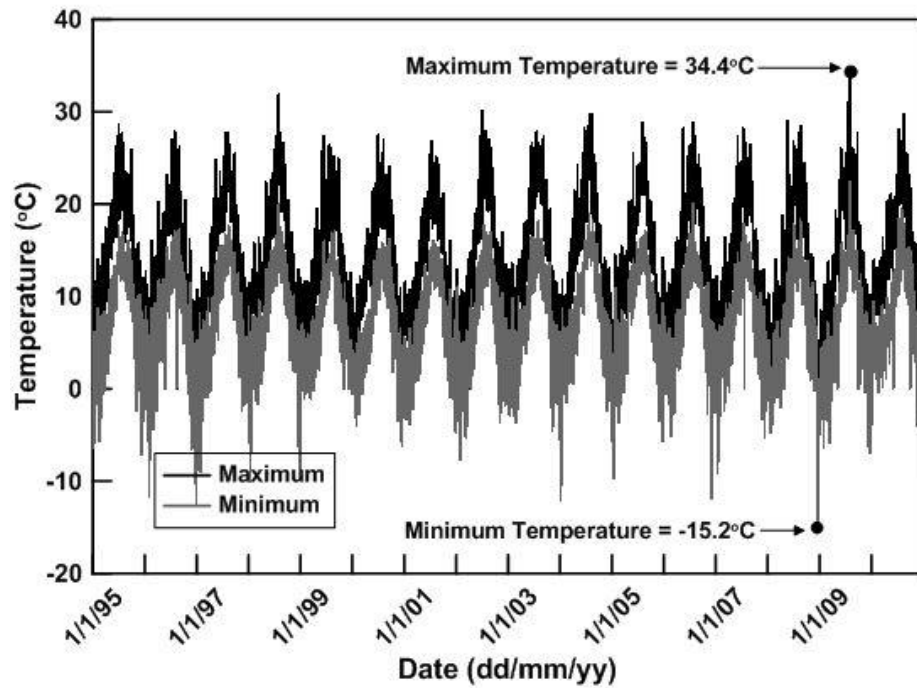 40
30
20
10
0
-10
-20
Temperature (°C)
Maximum Temperature = 34.4°C
Maximum
Minimum
Minimum Temperature = -15.2°C
1/1/95
1/1/97
1/1/99
1/1/01
1/1/03
1/1/05
1/1/07
1/1/09
Date (dd/mm/yy)